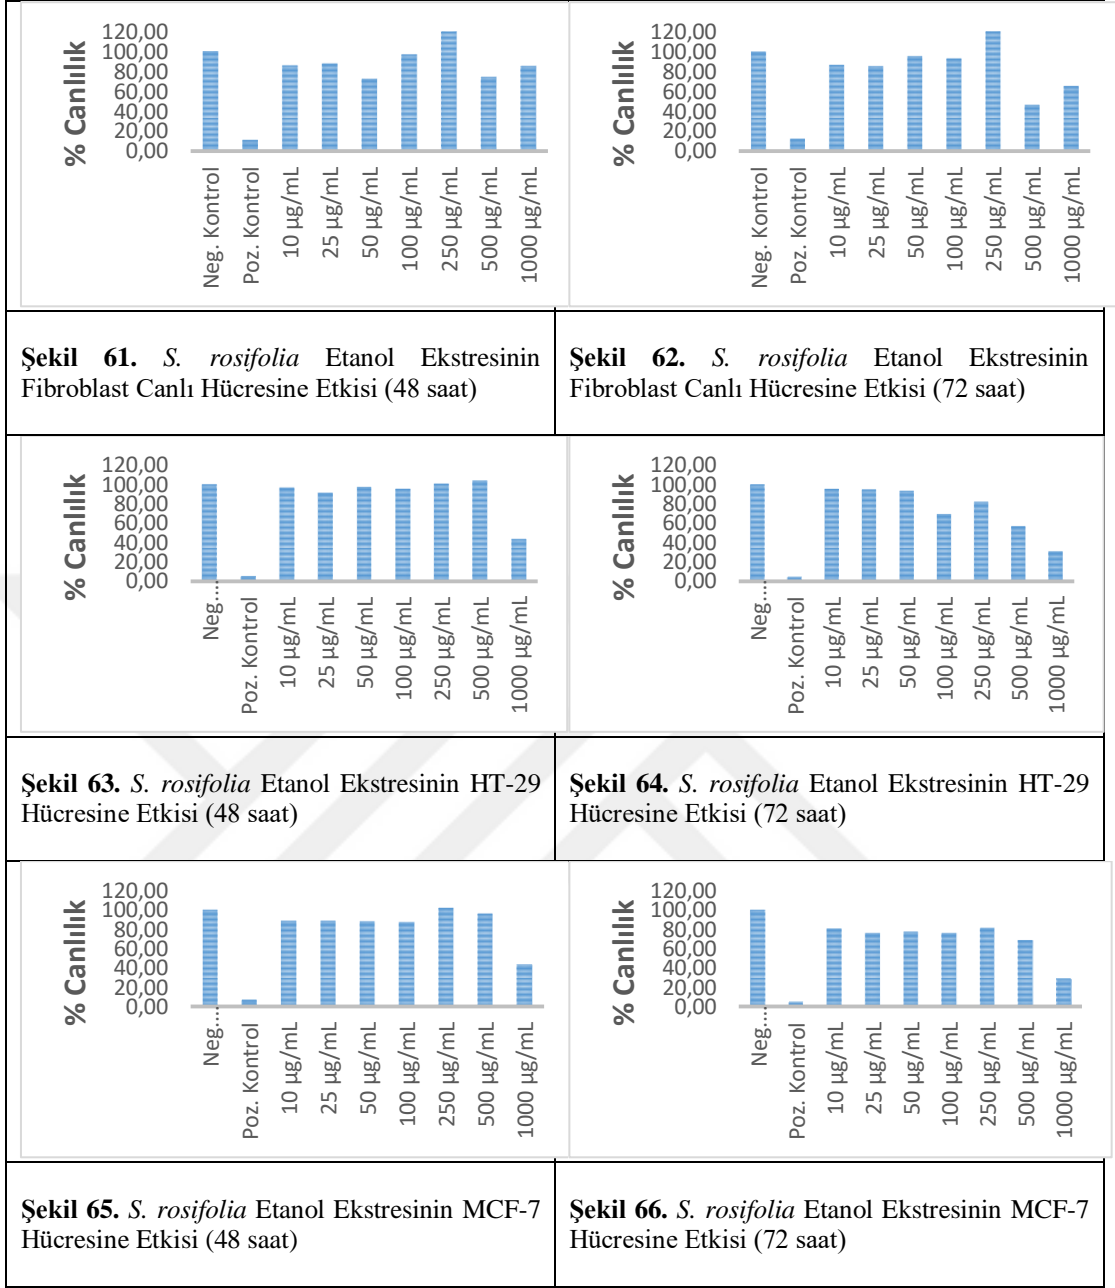 % Canlılık
120,00
100,00
80,00
60,00
40,00
20,00
0,00
Neg. Kontrol
Poz. Kontrol
10 µg/mL
25 µg/mL
50 µg/mL
100 µg/mL
250 µg/mL
500 µg/mL
1000 µg/mL
% Canlılık
120,00
100,00
80,00
60,00
40,00
20,00
0,00
Neg. Kontrol
Poz. Kontrol
10 µg/mL
25 µg/mL
50 µg/mL
100 µg/mL
250 µg/mL
500 µg/mL
1000 µg/mL
Şekil 61. S. rosifolia Etanol Ekstresinin
Fibroblast Canlı Hücresine Etkisi (48 saat)
Şekil 62. S. rosifolia Etanol Ekstresinin
Fibroblast Canlı Hücresine Etkisi (72 saat)
% Canlılık
120,00
100,00
80,00
60,00
40,00
20,00
0,00
Neg....
Poz. Kontrol
10 µg/mL
25 µg/mL
50 µg/mL
100 µg/mL
250 µg/mL
500 µg/mL
1000 µg/mL
% Canlılık
120,00
100,00
80,00
60,00
40,00
20,00
0,00
Neg....
Poz. Kontrol
10 µg/mL
25 µg/mL
50 µg/mL
100 µg/mL
250 µg/mL
500 µg/mL
1000 µg/mL
Şekil 63. S. rosifolia Etanol Ekstresinin HT-29
Hücresine Etkisi (48 saat)
Şekil 64. S. rosifolia Etanol Ekstresinin HT-29
Hücresine Etkisi (72 saat)
% Canlılık
120,00
100,00
80,00
60,00
40,00
20,00
0,00
Neg....
Poz. Kontrol
10 µg/mL
25 µg/mL
50 µg/mL
100 µg/mL
250 µg/mL
500 µg/mL
1000 µg/mL
% Canlılık
120,00
100,00
80,00
60,00
40,00
20,00
0,00
Neg....
Poz. Kontrol
10 µg/mL
25 µg/mL
50 µg/mL
100 µg/mL
250 µg/mL
500 µg/mL
1000 µg/mL
Şekil 65. S. rosifolia Etanol Ekstresinin MCF-7
Hücresine Etkisi (48 saat)
Şekil 66. S. rosifolia Etanol Ekstresinin MCF-7
Hücresine Etkisi (72 saat)